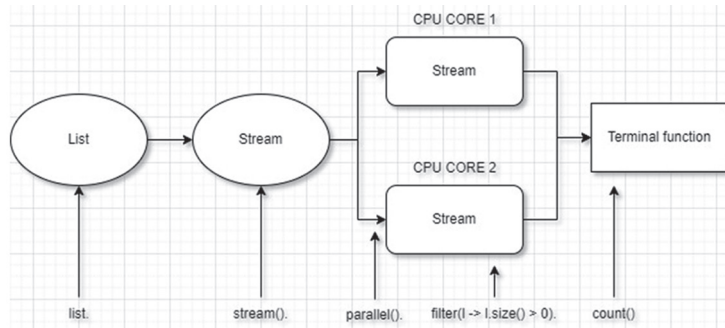 CPU CORE 1
Stream
List
Stream
Terminal function
CPU CORE 2
Stream
list.
stream().
parallel().
filter(l -> l.size() > 0).
count()